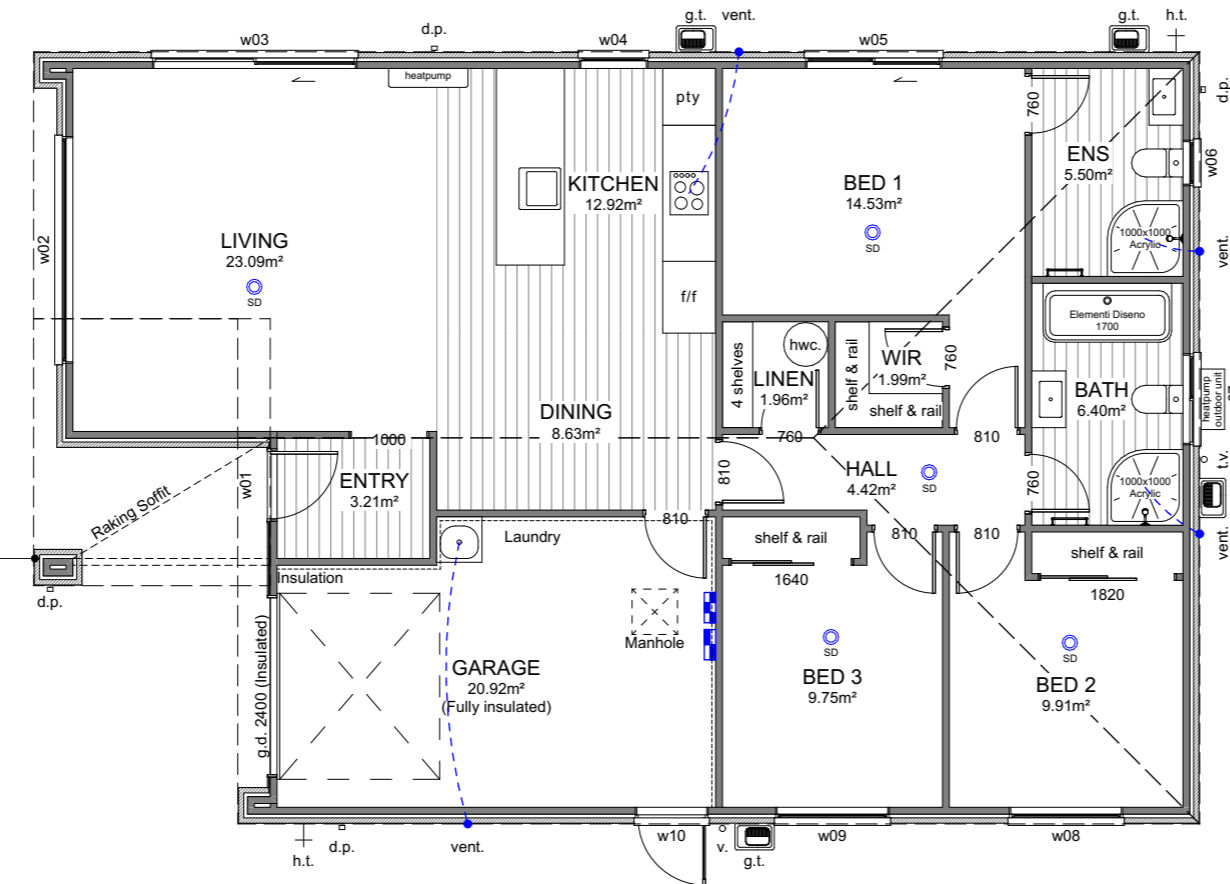 g.t. vent.
g.t. h.t.
w03
d.p.
w04
w05
heatpump
pty
760
d.p.
KITCHEN
12.92m²
BED 1
14.53m²
SD
ENS
5.50m²
w06
1000x1000
Acrylic
vent.
LIVING
23.09m²
SD
w02
f/f
Elementi Diseno
1700
4 shelves
hwc.
LINEN
1.96m²
760
shelf & rail
WIR
1.99m²
shelf & rail
760
BATH
6.40m²
heatpump
outdoor unit
DINING
8.63m²
1000
810
810
HALL
4.42m²
SD
760
1000x1000
Acrylic
t.v.
vent.
ENTRY
3.21m²
w01
Raking Soffit
d.p.
810
810
810
Laundry
Insulation
shelf & rail
1640
shelf & rail
1820
Manhole
g.d. 2400 (Insulated)
GARAGE
20.92m²
(Fully insulated)
SD
BED 3
9.75m²
SD
BED 2
9.91m²
h.t.
d.p.
vent.
w10
v.
g.t.
w09
w08